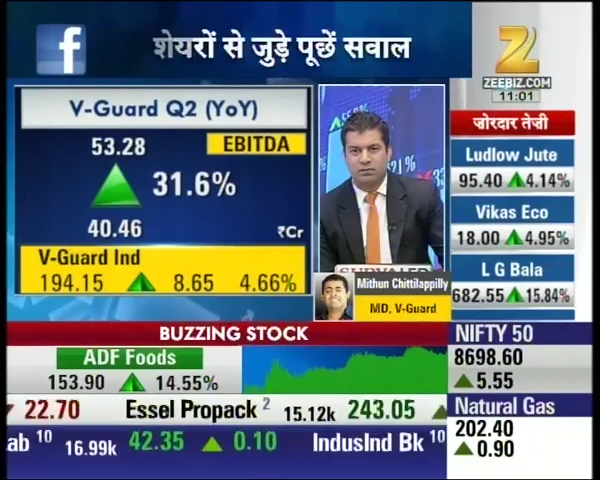 f
शेयरों से जुड़े पूछें सवाल
Z
ZEEBIZ.COM
11:01
V-Guard Q2 (YoY)
53.28
EBITDA
31.6%
40.46
₹Cr
V-Guard Ind
194.15 8.65 4.66%
Mithun Chittilappilly
MD, V-Guard
ज़ोरदार तेजी
Ludlow Jute
95.40 4.14%
Vikas Eco
18.00 4.95%
L G Bala
682.55 15.84%
BUZZING STOCK
ADF Foods
153.90 14.55%
NIFTY 50
8698.60
5.55
Natural Gas
202.40
0.90
22.70 Essel Propack 2 15.12k 243.05
ab 10 16.99k 42.35 0.10 IndusInd Bk 10